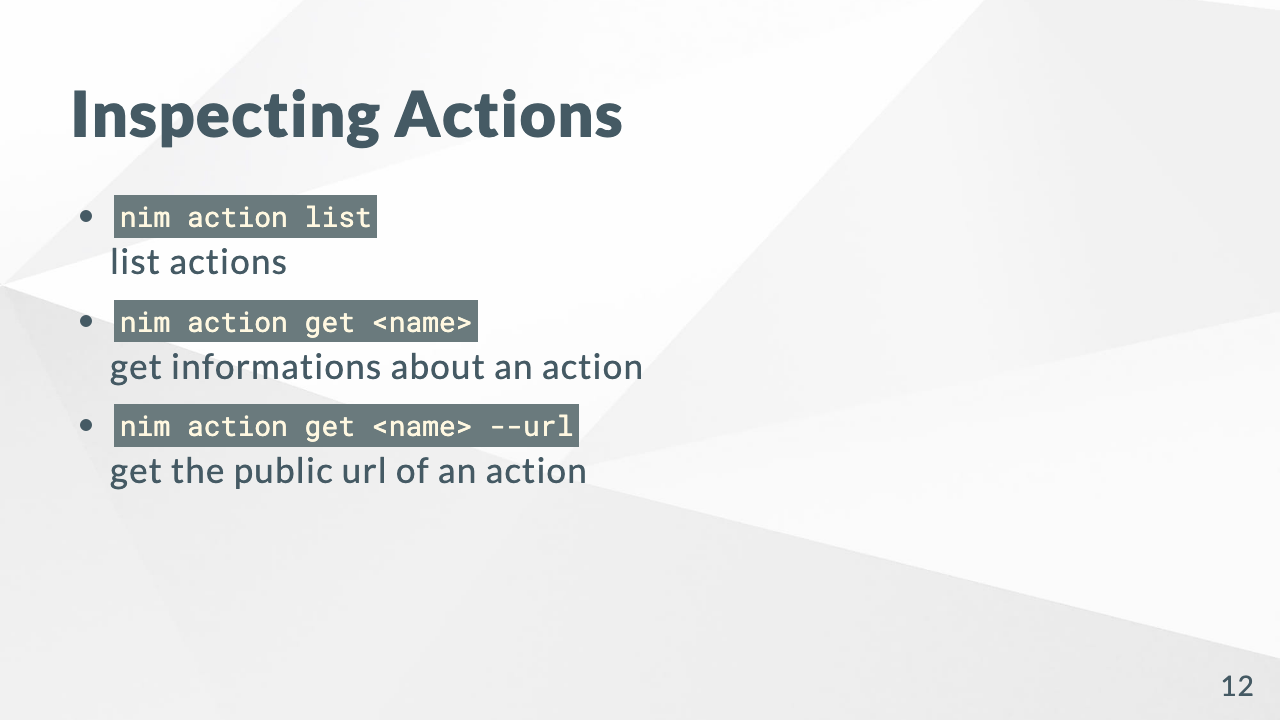 Inspecting Actions
• nim action list
list actions
• nim action get <name>
get informations about an action
• nim action get <name> --url
get the public url of an action
12